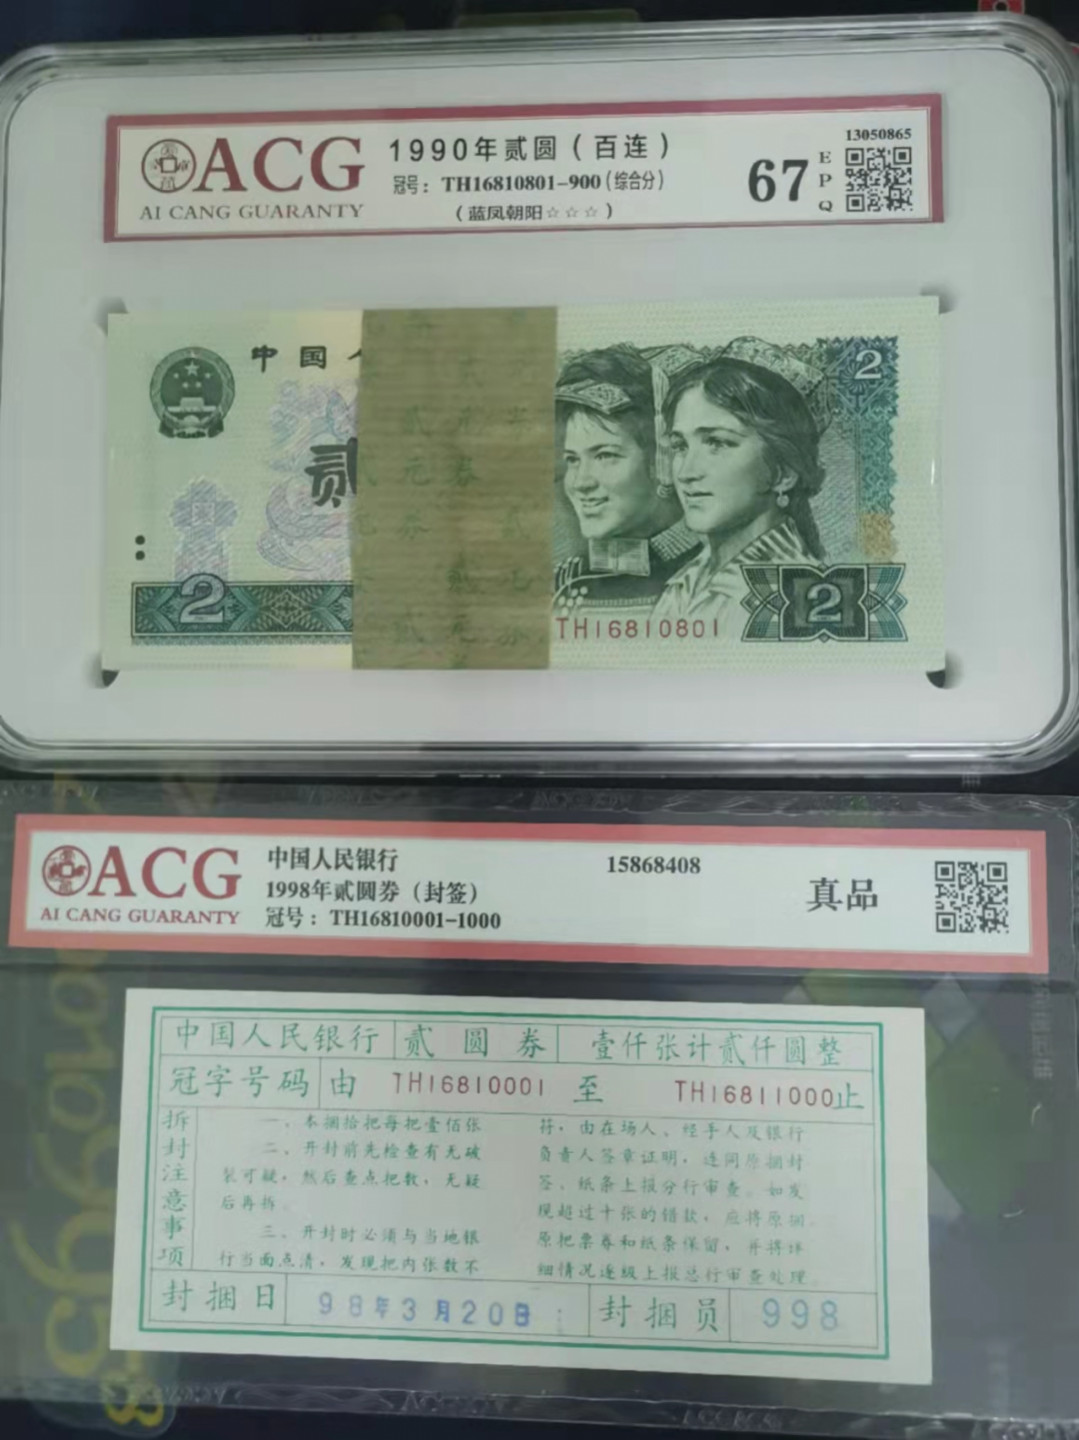 ACG
AI CANG GUARANTY
1990年贰圆（百连）
冠号：TH16810801-900(综合分)
（蓝凤朝阳☆☆☆）
67
EPQ
13050865
中国
贰
2
2
2
TH16810801
ACG
AI CANG GUARANTY
中国人民银行
1998年贰圆券（封签）
冠号：TH16810001-1000
15868408
真品
中国人民银行 贰圆券 壹仟张计贰仟圆整
冠字号码 由 TH16810001 至 TH16811000止
拆封注意事项
一、本捆拾把每把壹佰张
二、开封前先检查有无破
裂可疑，然后查点把数，无疑
后再拆。
三、开封时必须与当地银
行当面点清，发现把内张数不
符，由在场人、经手人及银行
负责人签章证明，连同原捆封
签、纸条上报分行审查。如发
现超过十张的错款，应将原捆、
原把票券和纸条保留，并将详
细情况逐级上报总行审查处理。
封捆日 98年3月20日 封捆员 998